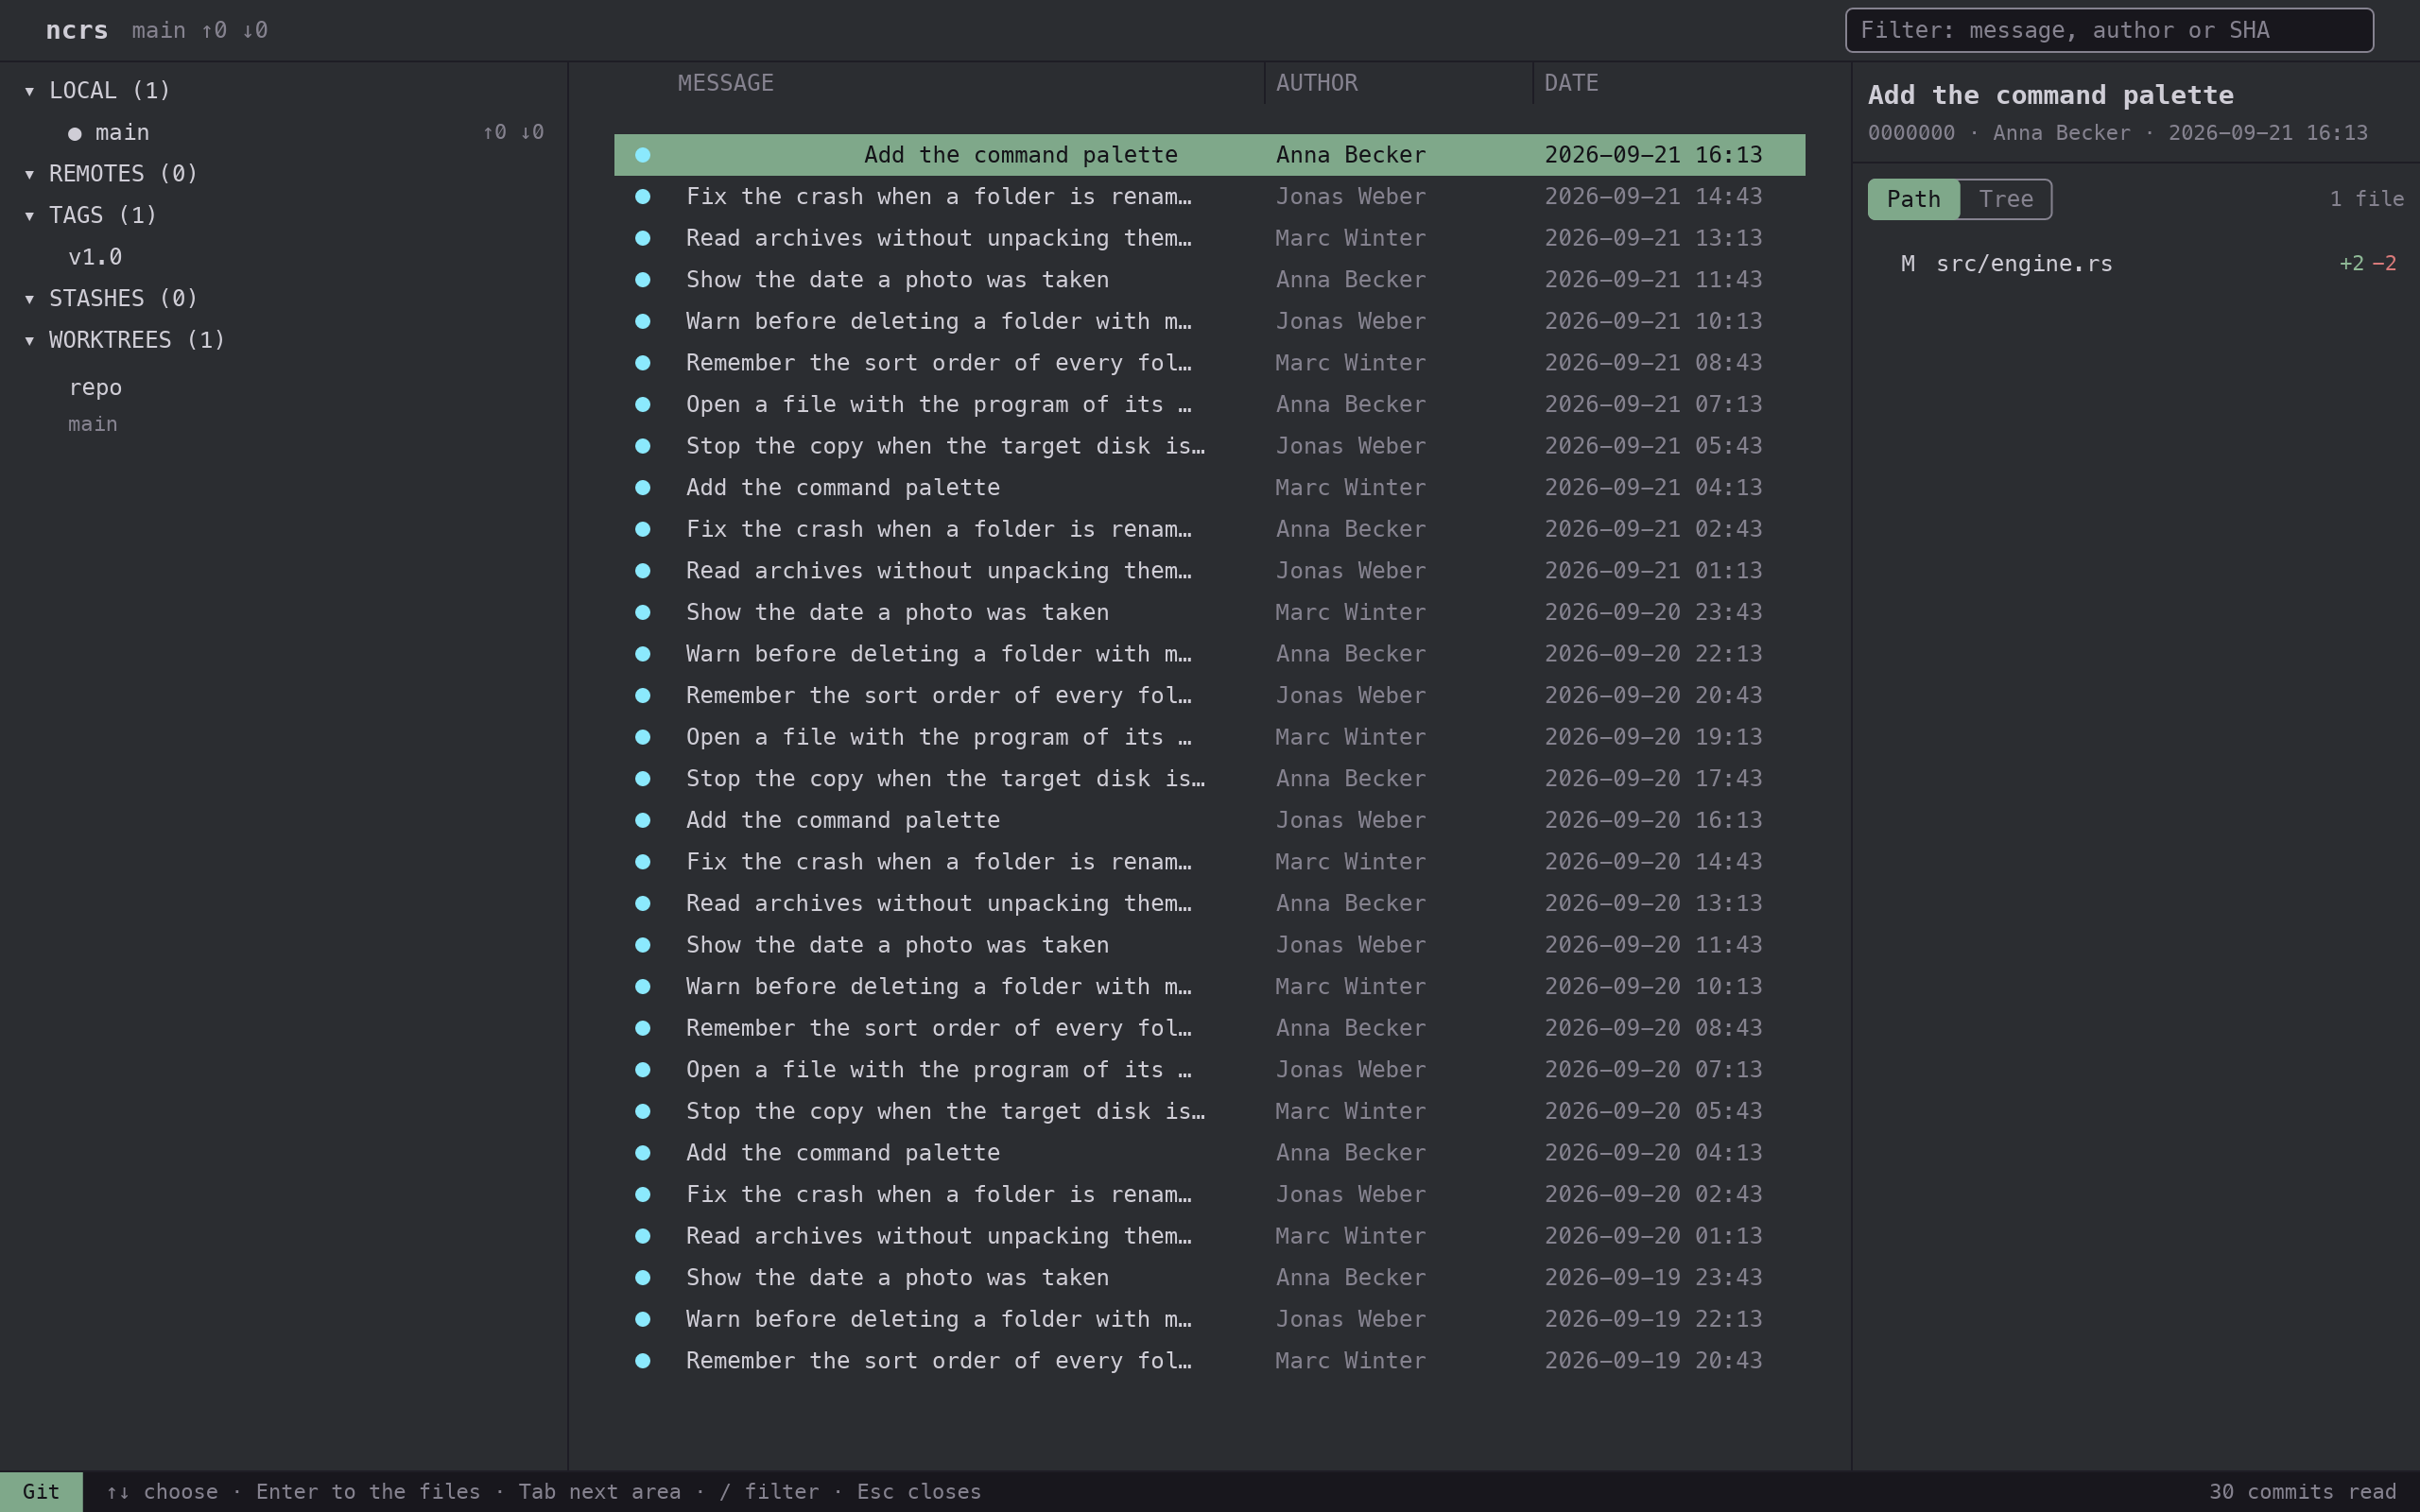 ncrs main ↑0 ↓0 Filter: message, author or SHA
▾ LOCAL (1)
● main ↑0 ↓0
▾ REMOTES (0)
▾ TAGS (1)
v1.0
▾ STASHES (0)
▾ WORKTREES (1)
repo
main
MESSAGE AUTHOR DATE
Add the command palette Anna Becker 2026-09-21 16:13
Fix the crash when a folder is renam… Jonas Weber 2026-09-21 14:43
Read archives without unpacking them… Marc Winter 2026-09-21 13:13
Show the date a photo was taken Anna Becker 2026-09-21 11:43
Warn before deleting a folder with m… Jonas Weber 2026-09-21 10:13
Remember the sort order of every fol… Marc Winter 2026-09-21 08:43
Open a file with the program of its … Anna Becker 2026-09-21 07:13
Stop the copy when the target disk is… Jonas Weber 2026-09-21 05:43
Add the command palette Marc Winter 2026-09-21 04:13
Fix the crash when a folder is renam… Anna Becker 2026-09-21 02:43
Read archives without unpacking them… Jonas Weber 2026-09-21 01:13
Show the date a photo was taken Marc Winter 2026-09-20 23:43
Warn before deleting a folder with m… Anna Becker 2026-09-20 22:13
Remember the sort order of every fol… Jonas Weber 2026-09-20 20:43
Open a file with the program of its … Marc Winter 2026-09-20 19:13
Stop the copy when the target disk is… Anna Becker 2026-09-20 17:43
Add the command palette Jonas Weber 2026-09-20 16:13
Fix the crash when a folder is renam… Marc Winter 2026-09-20 14:43
Read archives without unpacking them… Anna Becker 2026-09-20 13:13
Show the date a photo was taken Jonas Weber 2026-09-20 11:43
Warn before deleting a folder with m… Marc Winter 2026-09-20 10:13
Remember the sort order of every fol… Anna Becker 2026-09-20 08:43
Open a file with the program of its … Jonas Weber 2026-09-20 07:13
Stop the copy when the target disk is… Marc Winter 2026-09-20 05:43
Add the command palette Anna Becker 2026-09-20 04:13
Fix the crash when a folder is renam… Jonas Weber 2026-09-20 02:43
Read archives without unpacking them… Marc Winter 2026-09-20 01:13
Show the date a photo was taken Anna Becker 2026-09-19 23:43
Warn before deleting a folder with m… Jonas Weber 2026-09-19 22:13
Remember the sort order of every fol… Marc Winter 2026-09-19 20:43
Add the command palette
0000000 · Anna Becker · 2026-09-21 16:13
Path Tree 1 file
M src/engine.rs +2 -2
Git ↑↓ choose · Enter to the files · Tab next area · / filter · Esc closes 30 commits read